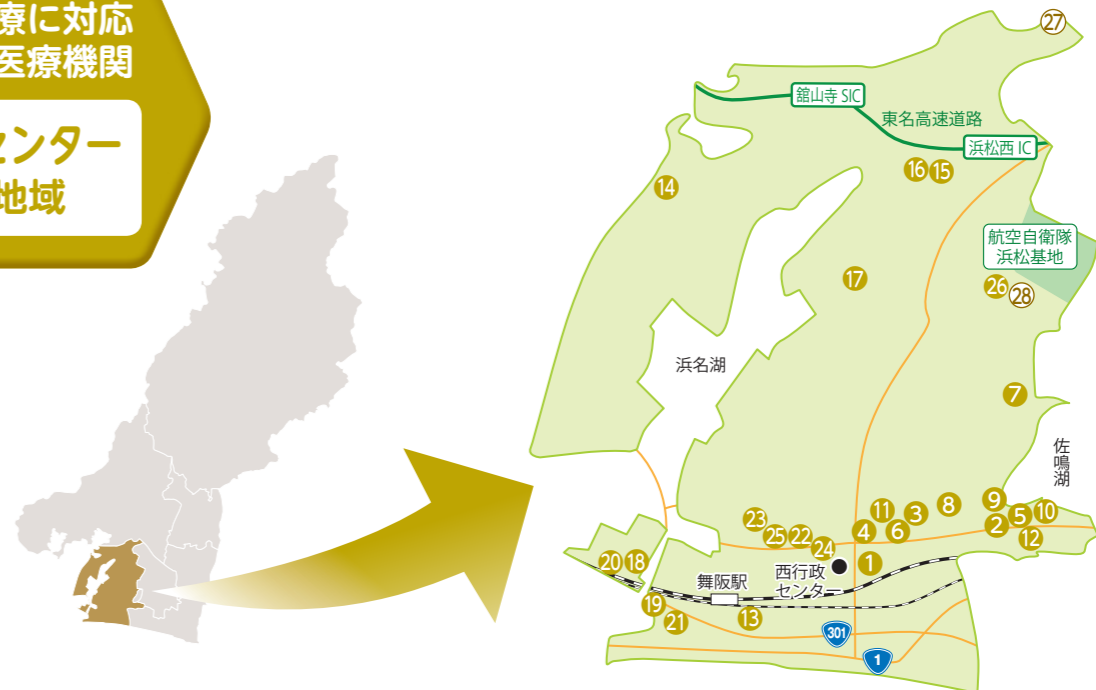 療に対応
医療機関
センター
地域
27
舘山寺 SIC
東名高速道路
浜松西 IC
16 15
14
航空自衛隊
浜松基地
17
26 28
浜名湖
7
佐鳴湖
23 25 22 24
4 11 6 3 8
9 2 5 10 12
20 18
舞阪駅
西行政
センター
1
19 21
13
301
1